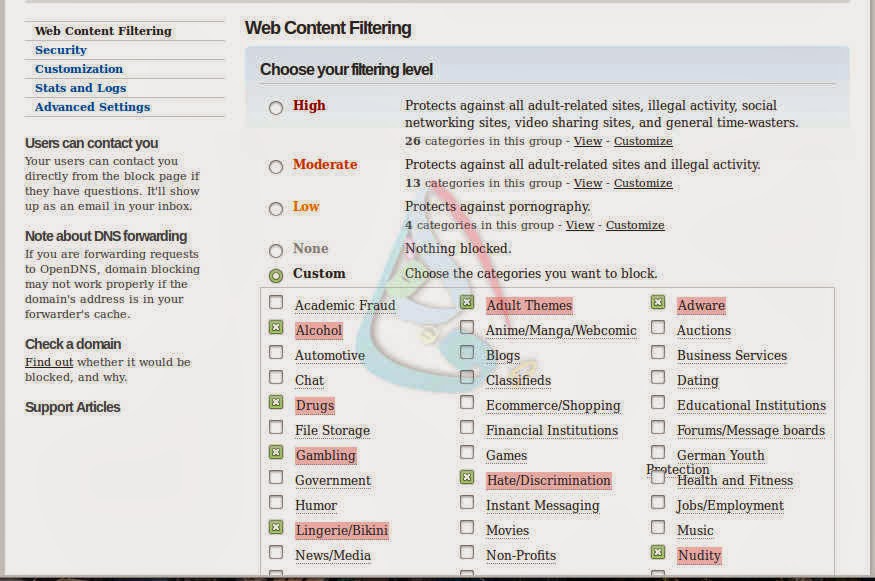 Web Content Filtering
Security
Customization
Stats and Logs
Advanced Settings
Users can contact you
Your users can contact you
directly from the block page if
they have questions. It'll show
up as an email in your inbox.
Note about DNS forwarding
If you are forwarding requests
to OpenDNS, domain blocking
may not work properly if the
domain's address is in your
forwarder's cache.
Check a domain
Find out whether it would be
blocked, and why.
Support Articles
Web Content Filtering
Choose your filtering level
High Protects against all adult-related sites, illegal activity, social
networking sites, video sharing sites, and general time-wasters.
26 categories in this group - View - Customize
Moderate Protects against all adult-related sites and illegal activity.
13 categories in this group - View - Customize
Low Protects against pornography.
4 categories in this group - View - Customize
None Nothing blocked.
Custom Choose the categories you want to block.
Academic Fraud Adult Themes Adware
Alcohol Anime/Manga/Webcomic Auctions
Automotive Blogs Business Services
Chat Classifieds Dating
Drugs Ecommerce/Shopping Educational Institutions
File Storage Financial Institutions Forums/Message boards
Gambling Games German Youth
Protection
Government Hate/Discrimination Health and Fitness
Humor Instant Messaging Jobs/Employment
Lingerie/Bikini Movies Music
News/Media Non-Profits Nudity